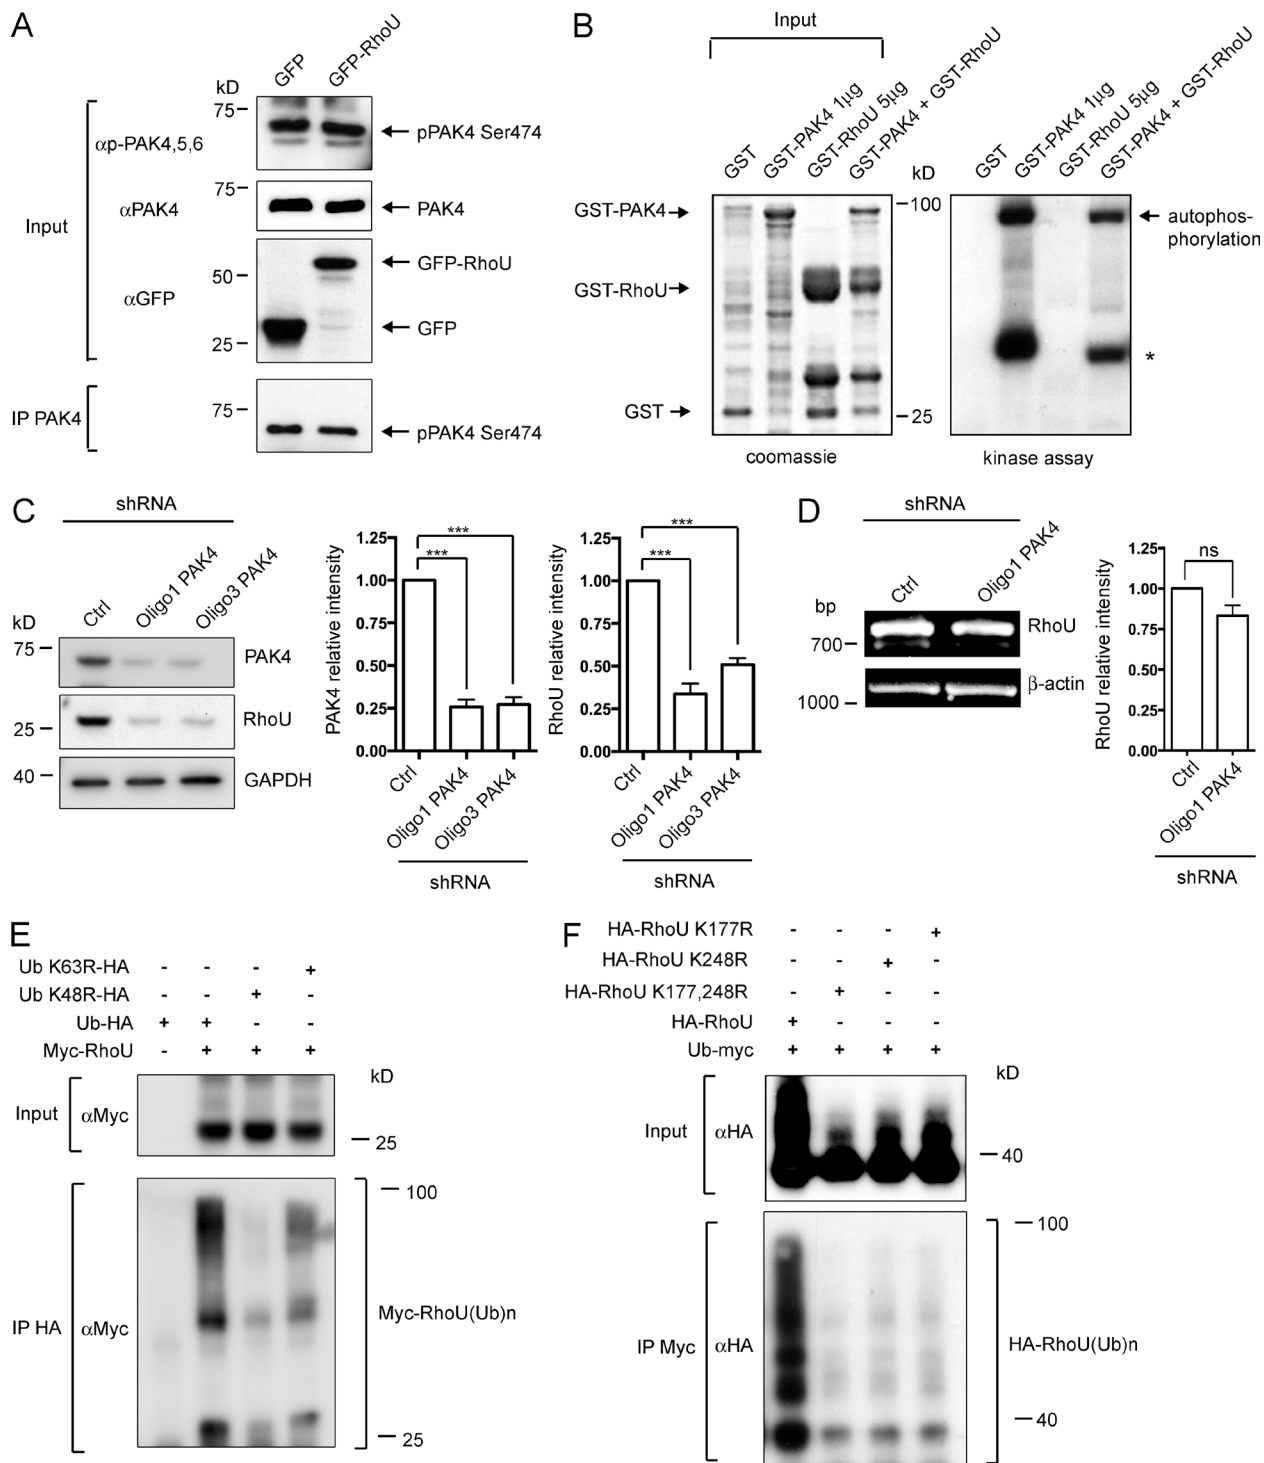 A
GFP
GFP-RhoU
kD
75
αp-PAK4,5,6
pPAK4 Ser474
75
αPAK4
PAK4
Input
GFP-RhoU
50
αGFP
GFP
25
75
IP PAK4
pPAK4 Ser474
B
Input
GST
GST-PAK4 1µg
GST-RhoU 5µg
GST-PAK4 + GST-RhoU
kD
GST
GST-PAK4 1µg
GST-RhoU 5µg
GST-PAK4 + GST-RhoU
100
GST-PAK4
autophos-
phorylation
GST-RhoU
*
GST
25
coomassie
kinase assay
C
shRNA
kD
Ctrl
Oligo1 PAK4
Oligo3 PAK4
75
PAK4
RhoU
25
40
GAPDH
PAK4 relative intensity
1.25
1.00
0.75
0.50
0.25
0.00
***
***
Ctrl
Oligo1 PAK4
Oligo3 PAK4
shRNA
RhoU relative intensity
1.25
1.00
0.75
0.50
0.25
0.00
***
***
Ctrl
Oligo1 PAK4
Oligo3 PAK4
shRNA
D
shRNA
bp
Ctrl
Oligo1 PAK4
RhoU
700
β-actin
1000
RhoU relative intensity
1.25
1.00
0.75
0.50
0.25
0.00
ns
Ctrl
Oligo1 PAK4
shRNA
E
Ub K63R-HA - - - +
Ub K48R-HA - - + -
Ub-HA + + - -
Myc-RhoU - + + +
kD
Input
αMyc
25
100
IP HA
αMyc
Myc-RhoU(Ub)n
25
F
HA-RhoU K177R - - - +
HA-RhoU K248R - - + -
HA-RhoU K177,248R - + - -
HA-RhoU + - - -
Ub-myc + + + +
kD
Input
αHA
40
100
IP Myc
αHA
HA-RhoU(Ub)n
40